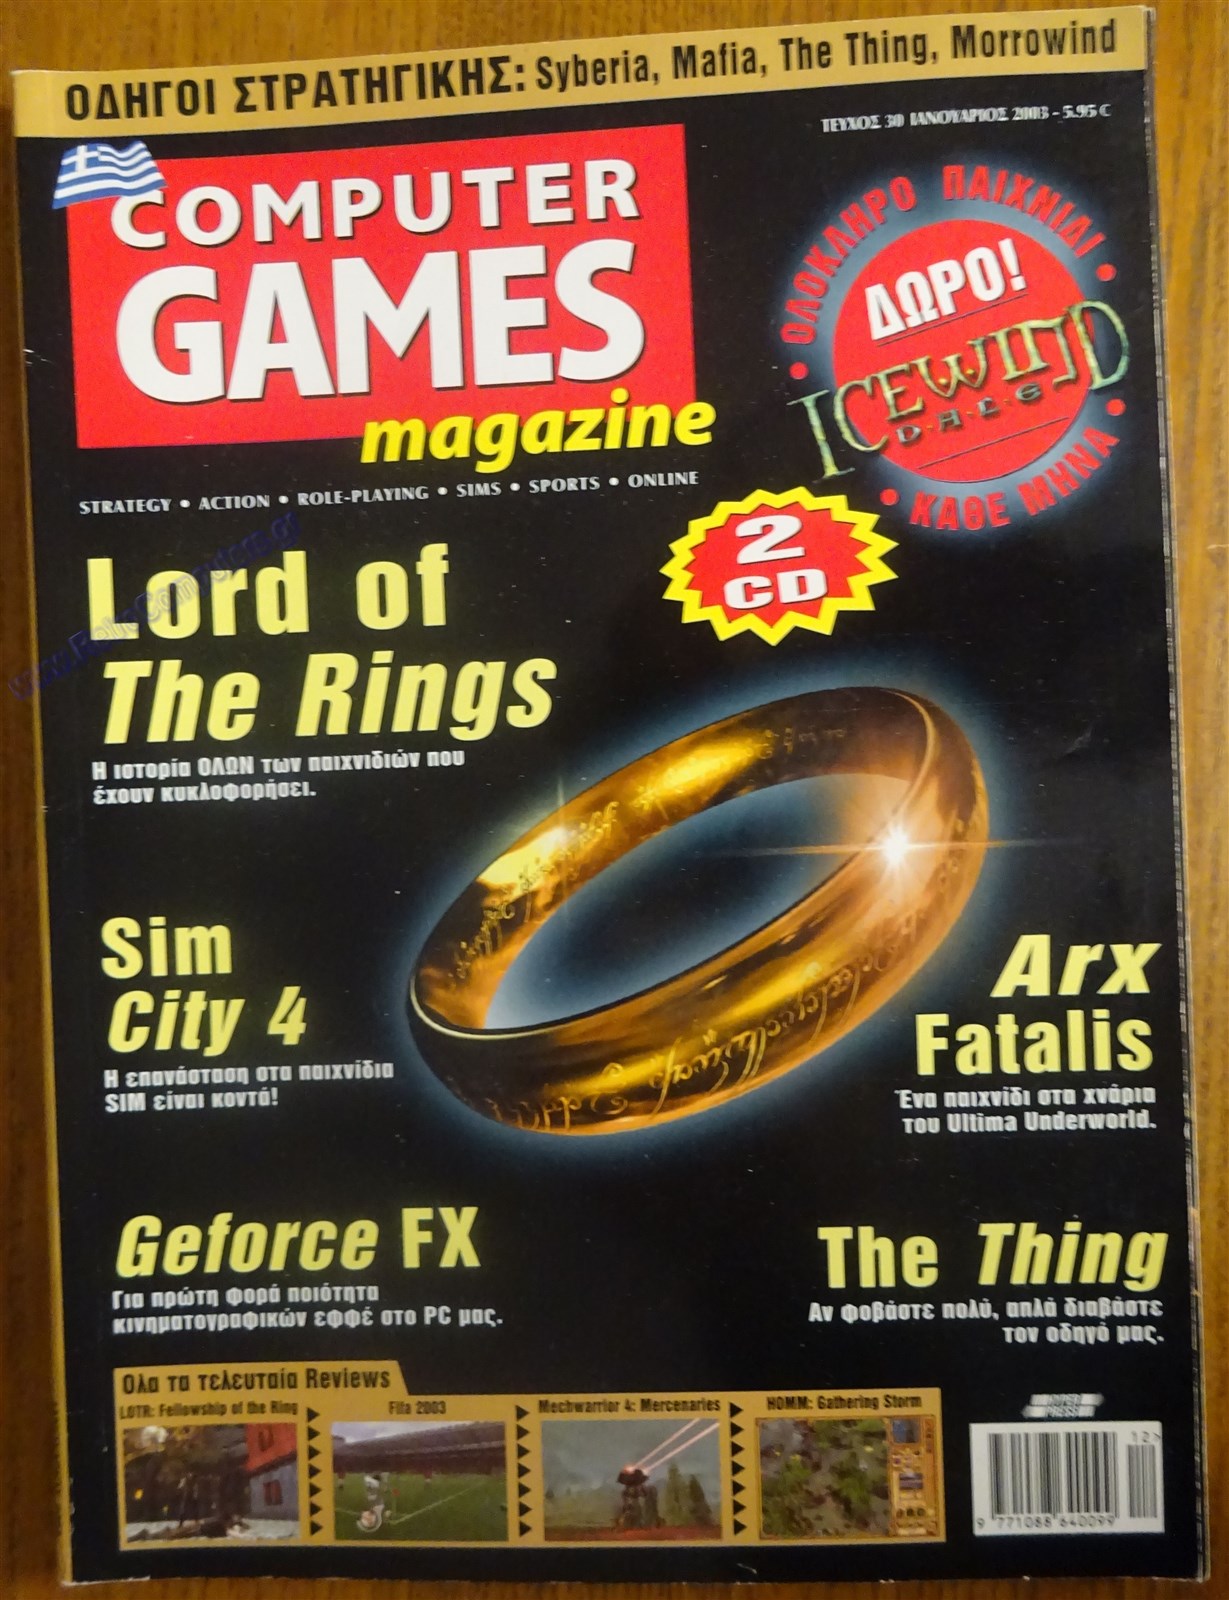 ΟΔΗΓΟΙ ΣΤΡΑΤΗΓΙΚΗΣ: Syberia, Mafia, The Thing, Morrowind
ΤΕΥΧΟΣ 30 ΙΑΝΟΥΑΡΙΟΣ 2003 - 5.95 €
COMPUTER
GAMES
magazine
STRATEGY • ACTION • ROLE-PLAYING • SIMS • SPORTS • ONLINE
• ΟΛΟΚΛΗΡΟ ΠΑΙΧΝΙΔΙ •
ΔΩΡΟ!
ICEWIND
DALE
• ΚΑΘΕ ΜΗΝΑ •
2
CD
Lord of
The Rings
Η ιστορία ΟΛΩΝ των παιχνιδιών που
έχουν κυκλοφορήσει.
Sim
City 4
Η επανάσταση στα παιχνίδια
SIM είναι κοντά!
Arx
Fatalis
Ένα παιχνίδι στα χνάρια
του Ultima Underworld.
Geforce FX
Για πρώτη φορά ποιότητα
κινηματογραφικών εφφέ στο PC μας.
The Thing
Αν φοβάστε πολύ, απλά διαβάστε
τον οδηγό μας.
Ολα τα τελευταία Reviews
LOTR: Fellowship of the Ring
Fifa 2003
Mechwarrior 4: Mercenaries
HOMM: Gathering Storm
12
9 771088 640099